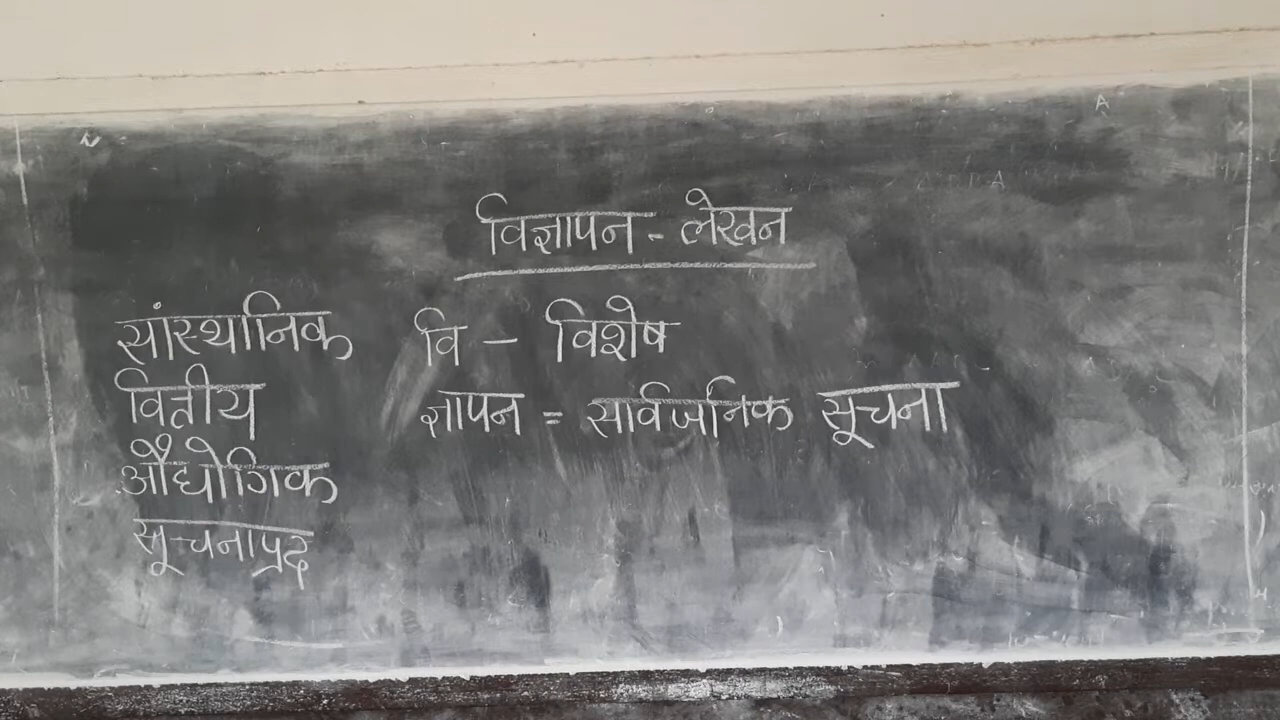 विज्ञापन - लेखन
सांस्थानिक
वित्तीय
औद्योगिक
सूचनाप्रद
वि - विशेष
ज्ञापन = सार्वजनिक सूचना